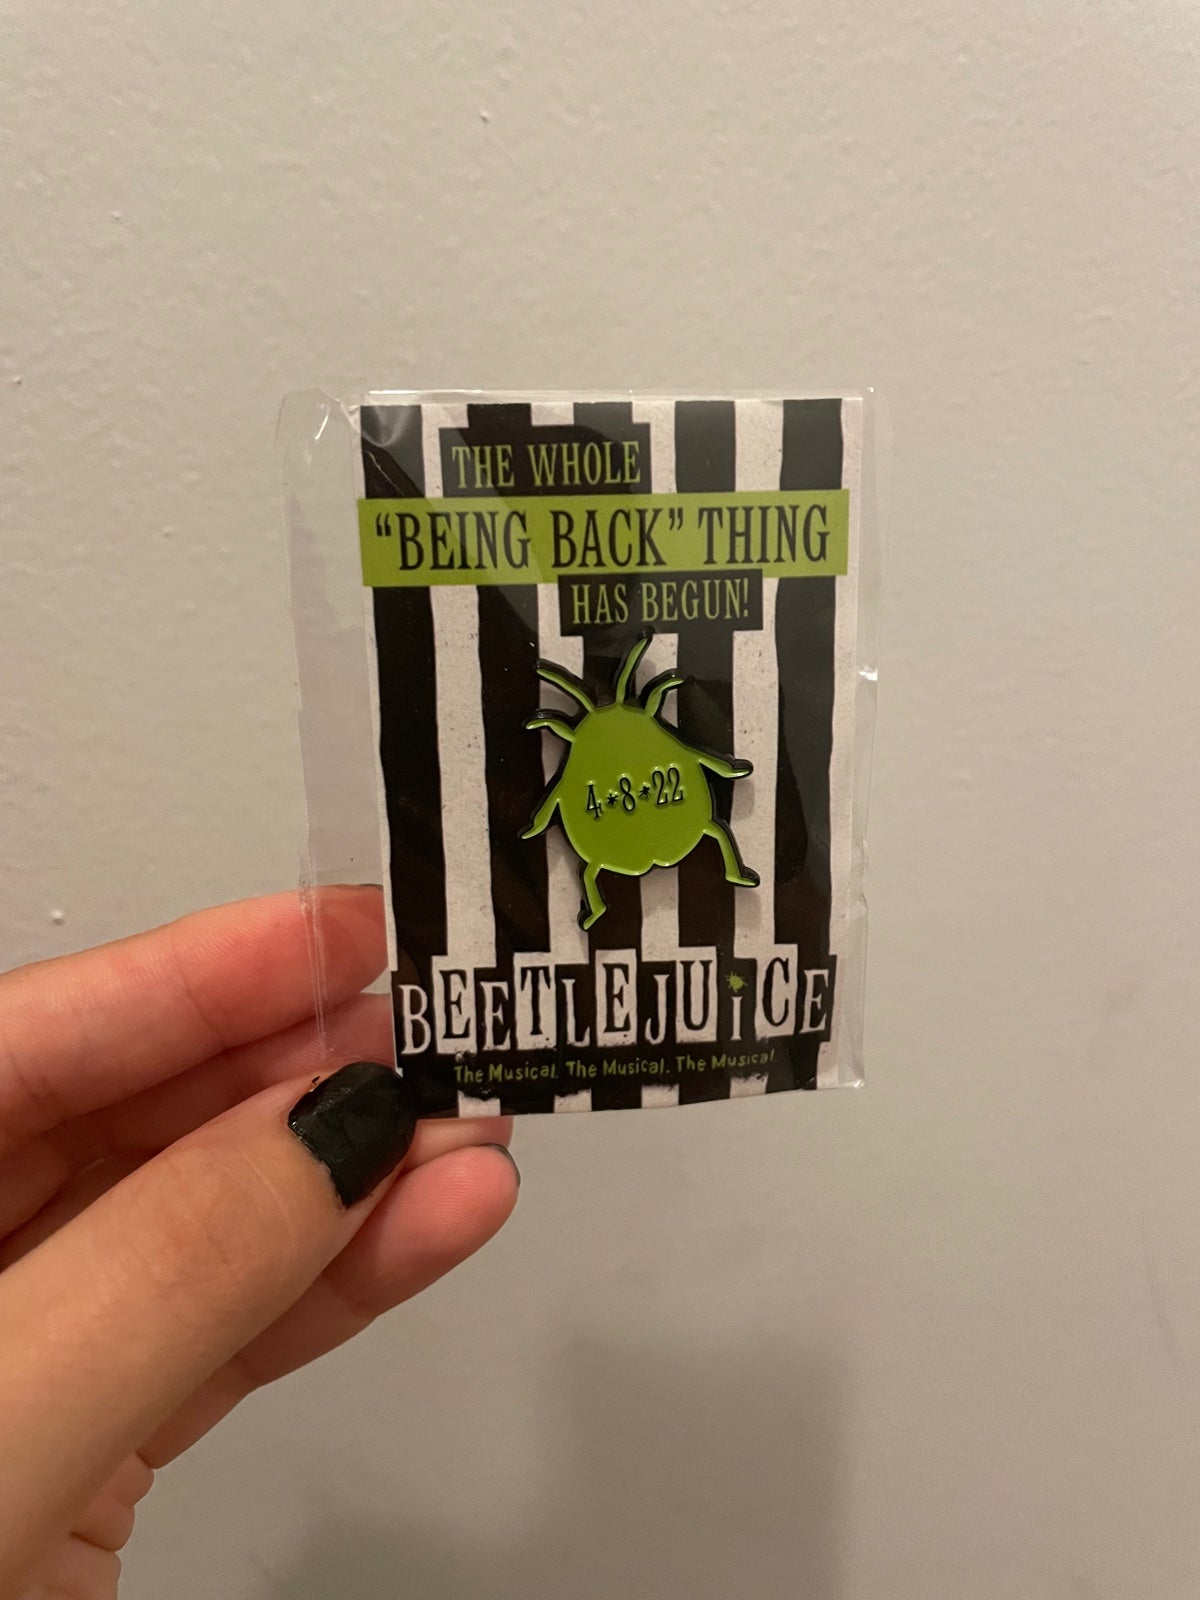 THE WHOLE
"BEING BACK" THING
HAS BEGUN!
4*8*22
BEETLEJUiCE
The Musical. The Musical. The Musical